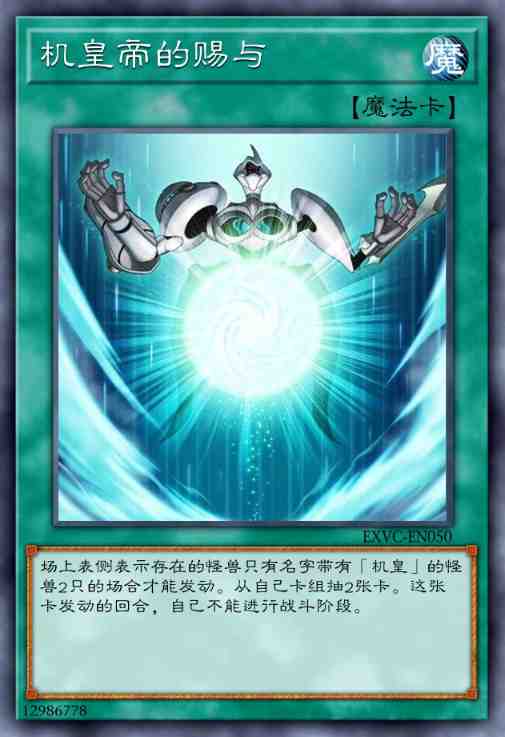 机皇帝的赐与
魔
【魔法卡】
EXVC-EN050
场上表侧表示存在的怪兽只有名字带有「机皇」的怪
兽2只的场合才能发动。从自己卡组抽2张卡。这张
卡发动的回合，自己不能进行战斗阶段。
12986778